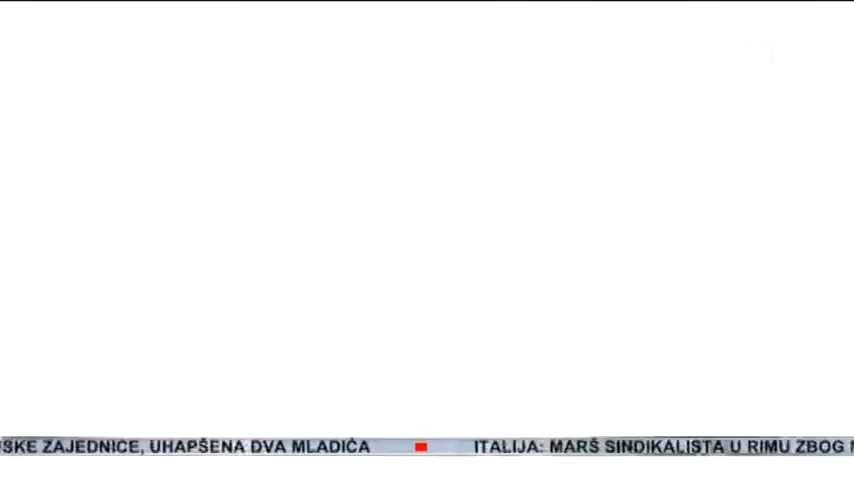 SKE ZAJEDNICE, UHAPŠENA DVA MLADIĆA ITALIJA: MARŠ SINDIKALISTA U RIMU ZBOG